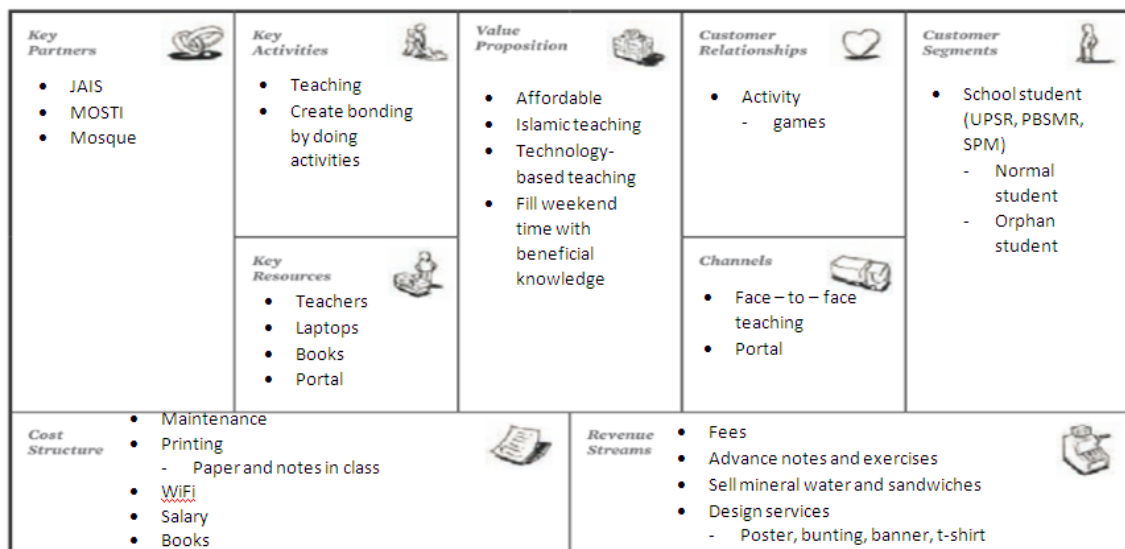 Key
Partners
JAIS
MOSTI
Mosque
Key
Activities
Teaching
Create bonding
by doing
activities
Key
Resources
Teachers
Laptops
Books
Portal
Value
Proposition
Affordable
Islamic teaching
Technology-
based teaching
Fill weekend
time with
beneficial
knowledge
Customer
Relationships
Activity
- games
Channels
Face – to – face
teaching
Portal
Customer
Segments
School student
(UPSR, PBSMR,
SPM)
- Normal
student
- Orphan
student
Cost
Structure
Maintenance
Printing
- Paper and notes in class
WiFi
Salary
Books
Revenue
Streams
Fees
Advance notes and exercises
Sell mineral water and sandwiches
Design services
- Poster, bunting, banner, t-shirt